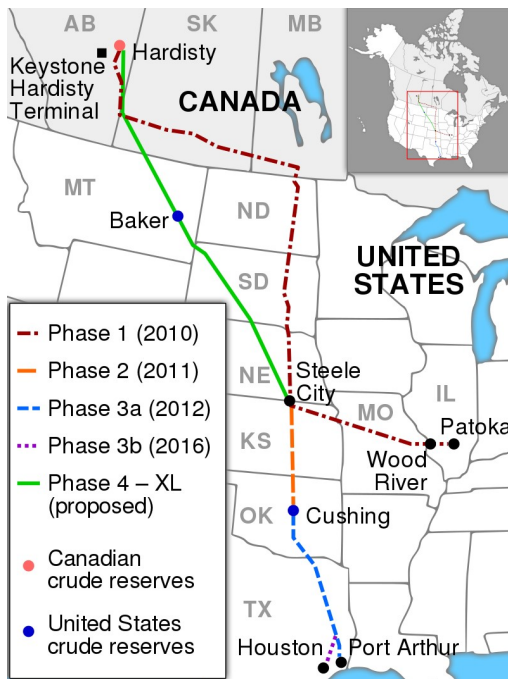 AB
SK
MB
Hardisty
Keystone
Hardisty
Terminal
CANADA
MT
ND
Baker
UNITED
STATES
SD
Phase 1 (2010)
Phase 2 (2011)
Phase 3a (2012)
Phase 3b (2016)
Phase 4 – XL
(proposed)
Canadian
crude reserves
United States
crude reserves
Steele
City
NE
IL
MO
Patoka
KS
Wood
River
OK
Cushing
TX
Houston
Port Arthur